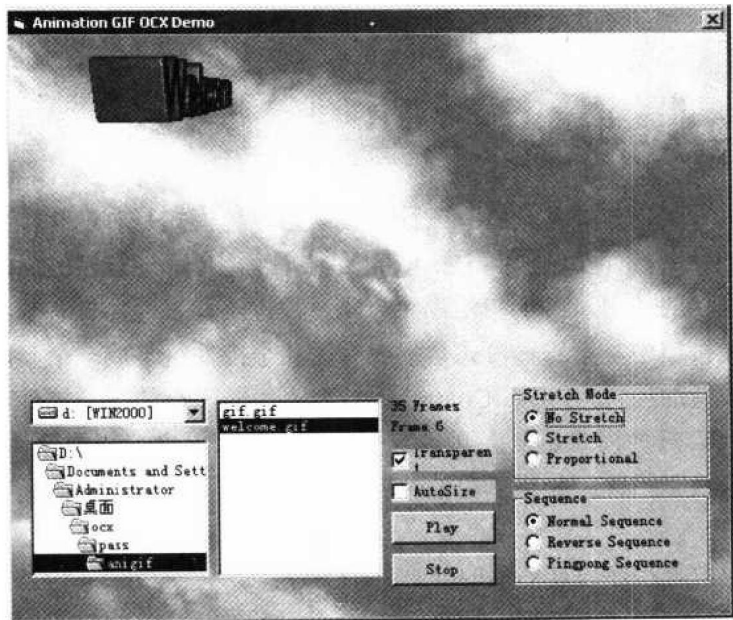 Animation GIF OCX Demo
d: [WIN2000]
D:\
Documents and Sett
Administrator
桌面
ocx
pass
anigif
gif.gif
welcome.gif
35 Frames
Frame 6
Transparen
t
AutoSize
Play
Stop
Stretch Mode
No Stretch
Stretch
Proportional
Sequence
Normal Sequence
Reverse Sequence
Pingpong Sequence